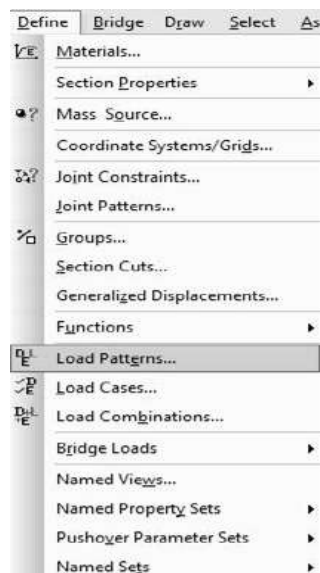 Define Bridge Draw Select As
Materials...
Section Properties
Mass Source...
Coordinate Systems/Grids...
Joint Constraints...
Joint Patterns...
Groups...
Section Cuts...
Generalized Displacements...
Functions
Load Patterns...
Load Cases...
Load Combinations...
Bridge Loads
Named Views...
Named Property Sets
Pushover Parameter Sets
Named Sets